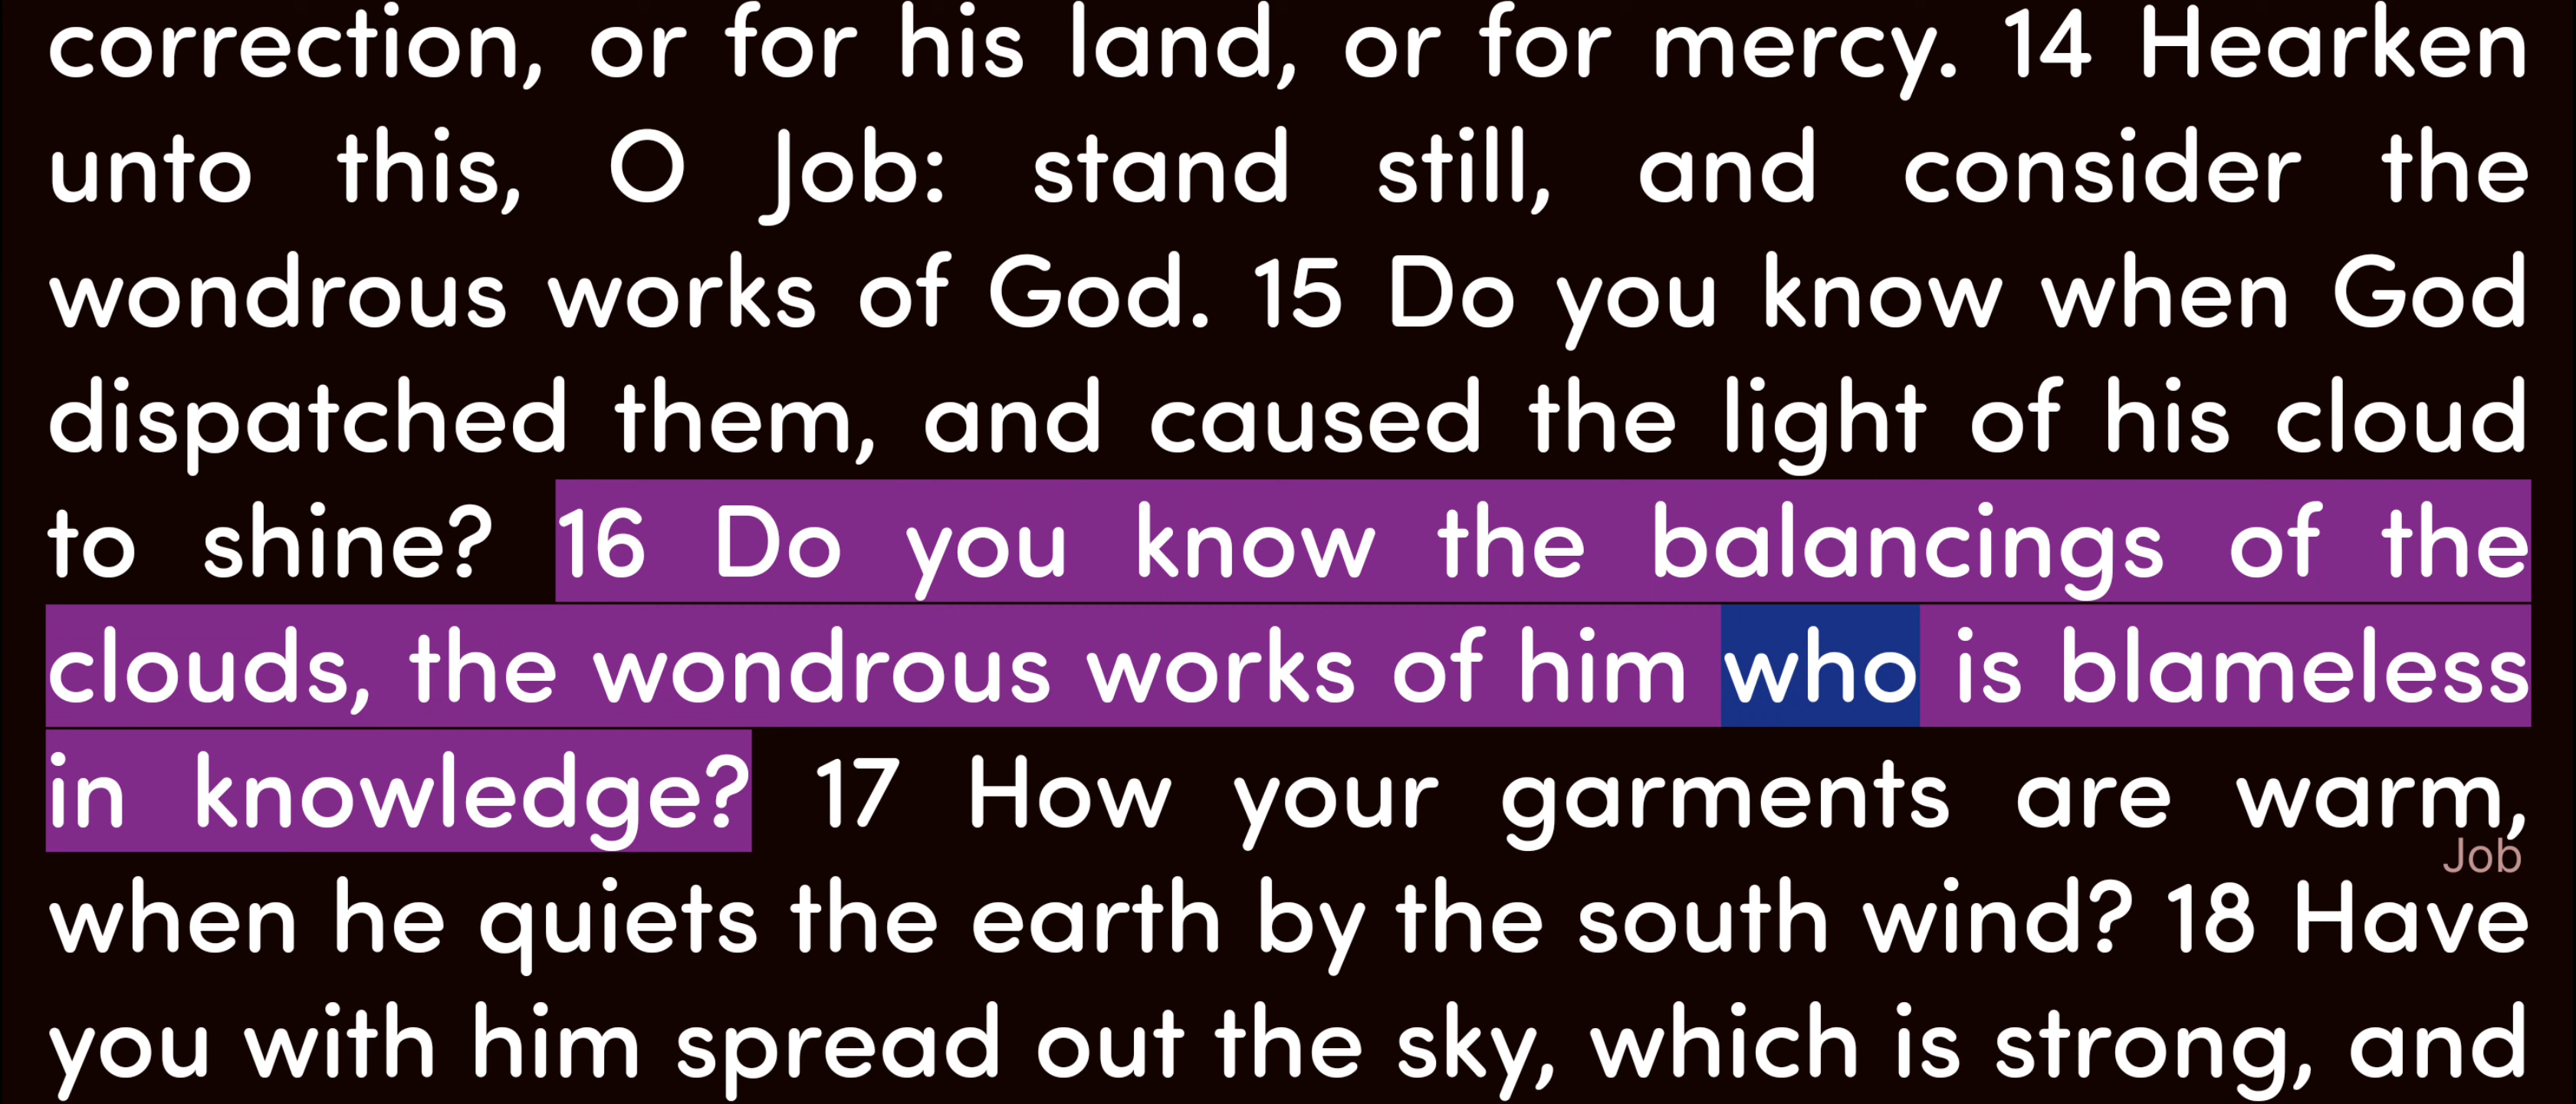 correction, or for his land, or for mercy. 14 Hearken
unto this, O Job: stand still, and consider the
wondrous works of God. 15 Do you know when God
dispatched them, and caused the light of his cloud
to shine? 16 Do you know the balancings of the
clouds, the wondrous works of him who is blameless
in knowledge? 17 How your garments are warm,
Job
when he quiets the earth by the south wind? 18 Have
you with him spread out the sky, which is strong, and